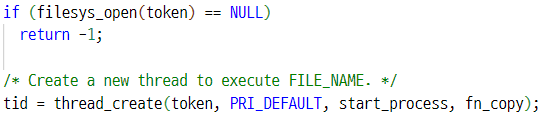 if (filesys_open(token) == NULL)
return -1;
/* Create a new thread to execute FILE_NAME. */
tid = thread_create(token, PRI_DEFAULT, start_process, fn_copy);